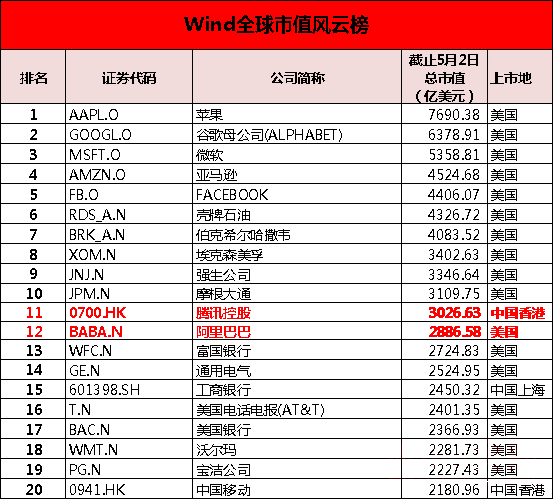 Wind全球市值风云榜
排名 证券代码 公司简称 截止5月2日 总市值 (亿美元) 上市地
1 AAPL.O 苹果 7690.38 美国
2 GOOGL.O 谷歌母公司(ALPHABET) 6378.91 美国
3 MSFT.O 微软 5358.81 美国
4 AMZN.O 亚马逊 4524.68 美国
5 FB.O FACEBOOK 4406.07 美国
6 RDS_A.N 壳牌石油 4326.72 美国
7 BRK_A.N 伯克希尔哈撒韦 4083.52 美国
8 XOM.N 埃克森美孚 3402.63 美国
9 JNJ.N 强生公司 3346.64 美国
10 JPM.N 摩根大通 3109.75 美国
11 0700.HK 腾讯控股 3026.63 中国香港
12 BABA.N 阿里巴巴 2886.58 美国
13 WFC.N 富国银行 2724.83 美国
14 GE.N 通用电气 2524.95 美国
15 601398.SH 工商银行 2450.32 中国上海
16 T.N 美国电话电报(AT&T) 2401.35 美国
17 BAC.N 美国银行 2366.93 美国
18 WMT.N 沃尔玛 2281.73 美国
19 PG.N 宝洁公司 2227.43 美国
20 0941.HK 中国移动 2180.96 中国香港